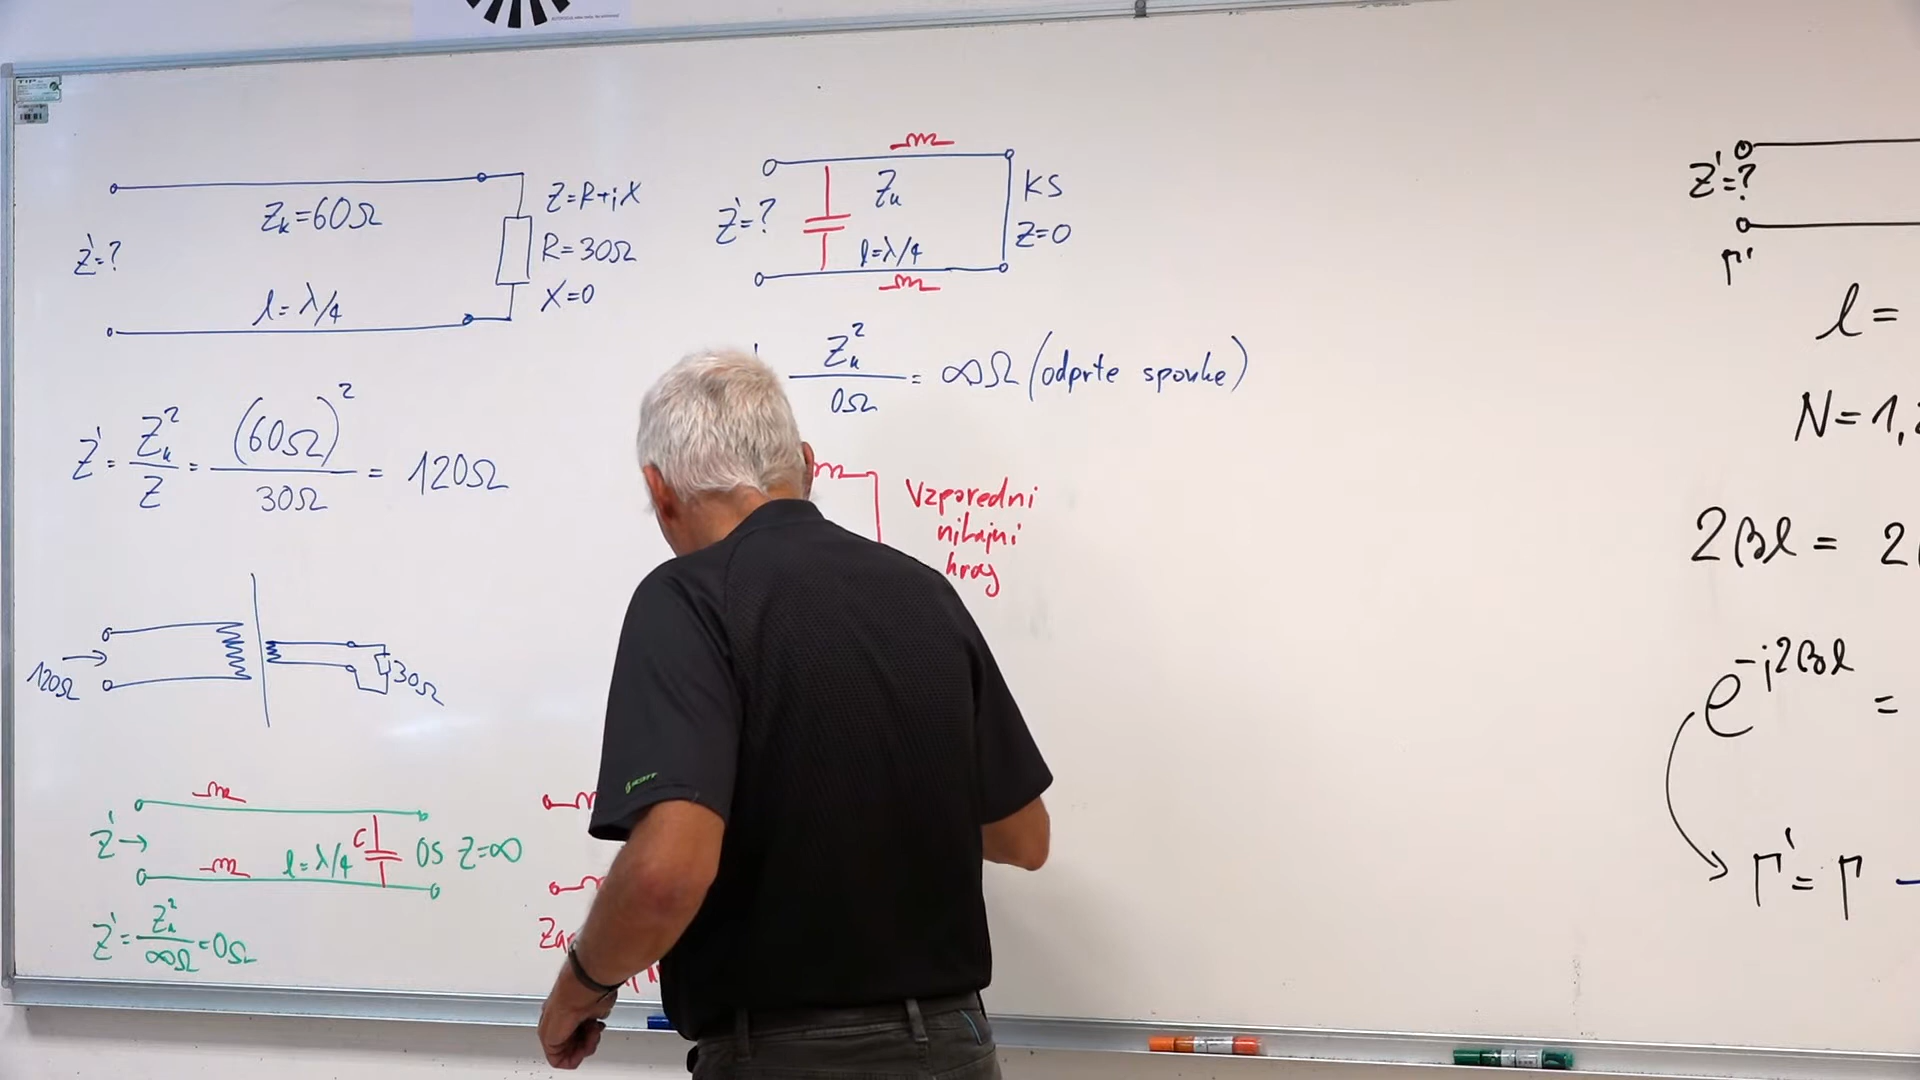 Z'=?
Zk=60Ω
l=λ/4
Z=R+jX
R=30Ω
X=0
Z'=Zk²/Z=(60Ω)²/30Ω=120Ω
120Ω
30Ω
Z'→
l=λ/4
C
OS Z=∞
Z'=Zk²/∞Ω=0Ω
Z'=?
Zk
l=λ/4
KS
Z=0
Zk²/0Ω=∞Ω (odprte sponke)
Vzporedni
nihajni
krog
Z'=?
Γ'
l=
N=1,
2βl= 2
e^-j2βl =
Γ'=Γ